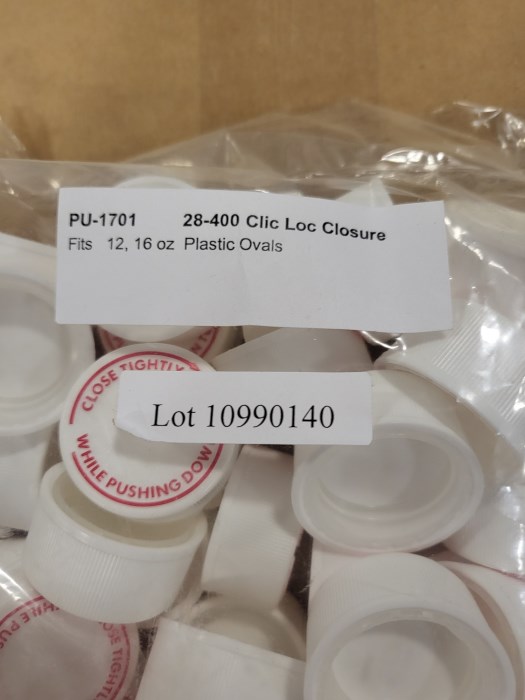 PU-1701 28-400 Clic Loc Closure
Fits 12, 16 oz Plastic Ovals
CLOSE TIGHTLY
Lot 10990140
WHILE PUSHING DOW